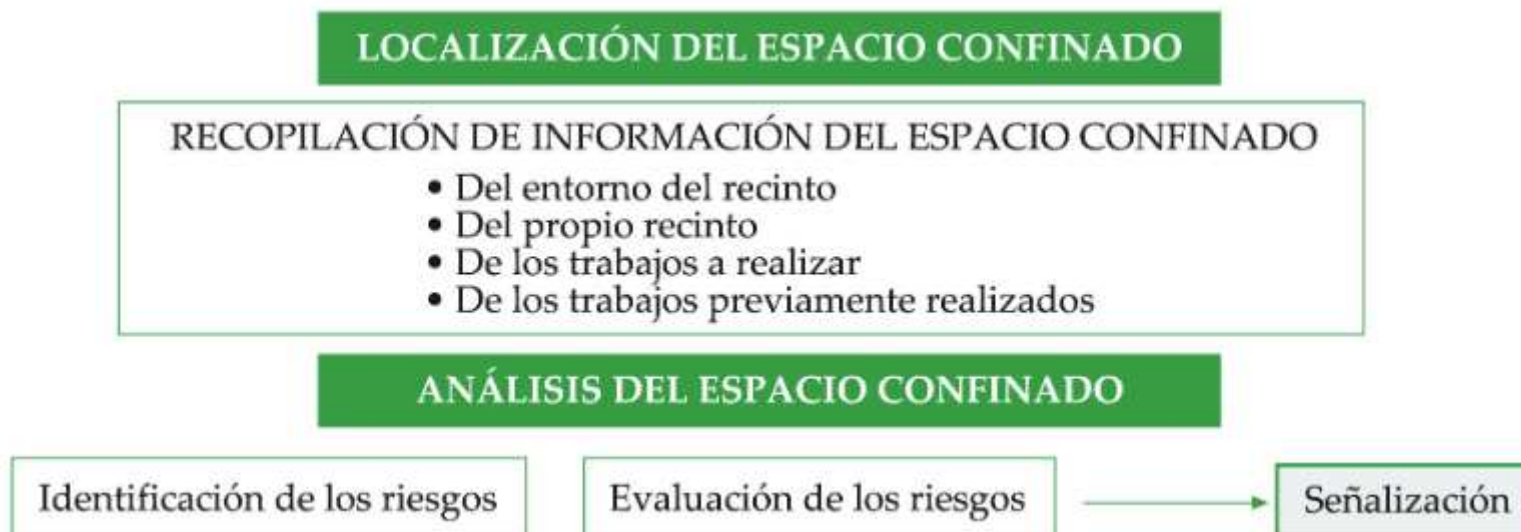 LOCALIZACIÓN DEL ESPACIO CONFINADO
RECOPILACIÓN DE INFORMACIÓN DEL ESPACIO CONFINADO
• Del entorno del recinto
• Del propio recinto
• De los trabajos a realizar
• De los trabajos previamente realizados
ANÁLISIS DEL ESPACIO CONFINADO
Identificación de los riesgos
Evaluación de los riesgos
Señalización